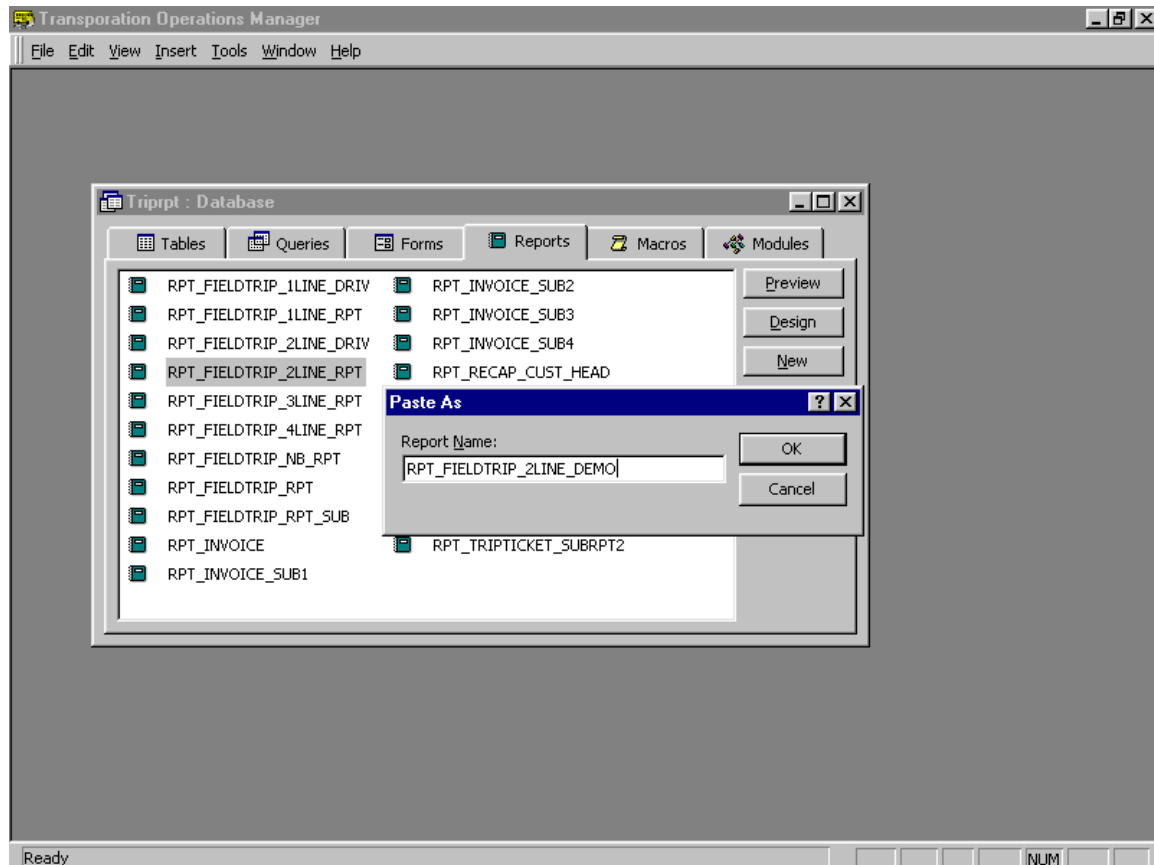 Transporation Operations Manager
File Edit View Insert Tools Window Help
Triprpt : Database
Tables Queries Forms Reports Macros Modules
RPT_FIELDTRIP_1LINE_DRIV
RPT_FIELDTRIP_1LINE_RPT
RPT_FIELDTRIP_2LINE_DRIV
RPT_FIELDTRIP_2LINE_RPT
RPT_FIELDTRIP_3LINE_RPT
RPT_FIELDTRIP_4LINE_RPT
RPT_FIELDTRIP_NB_RPT
RPT_FIELDTRIP_RPT
RPT_FIELDTRIP_RPT_SUB
RPT_INVOICE
RPT_INVOICE_SUB1
RPT_INVOICE_SUB2
RPT_INVOICE_SUB3
RPT_INVOICE_SUB4
RPT_RECAP_CUST_HEAD
RPT_TRIPTICKET_SUBRPT2
Preview
Design
New
Paste As
Report Name:
RPT_FIELDTRIP_2LINE_DEMO
OK
Cancel
Ready
NUM